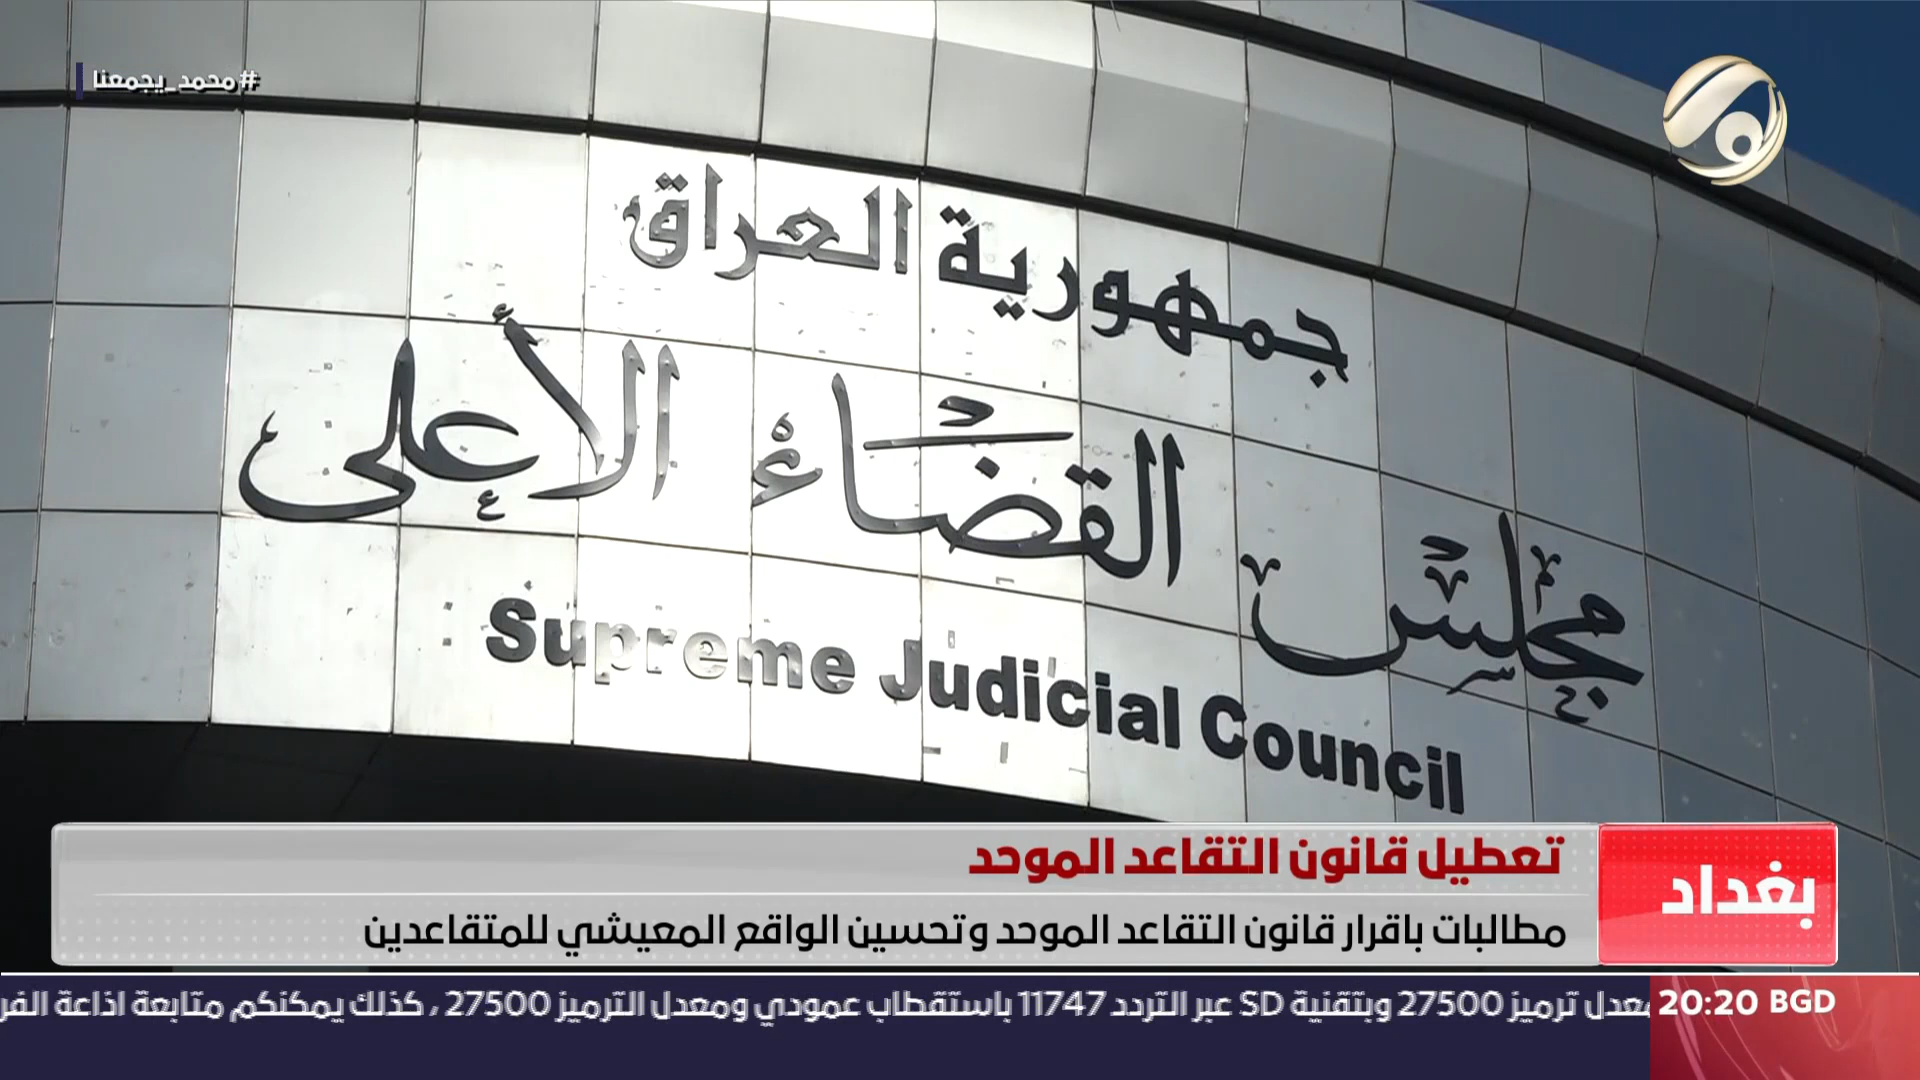 #محمد_يجمعنا
جمهورية العراق
مجلس القضاء الأعلى
Supreme Judicial Council
تعطيل قانون التقاعد الموحد
بغداد
مطالبات باقرار قانون التقاعد الموحد وتحسين الواقع المعيشي للمتقاعدين
معدل ترميز 27500 وبتقنية SD عبر التردد 11747 باستقطاب عمودي ومعدل الترميز 27500 ، كذلك يمكنكم متابعة اذاعة
20:20 BGD